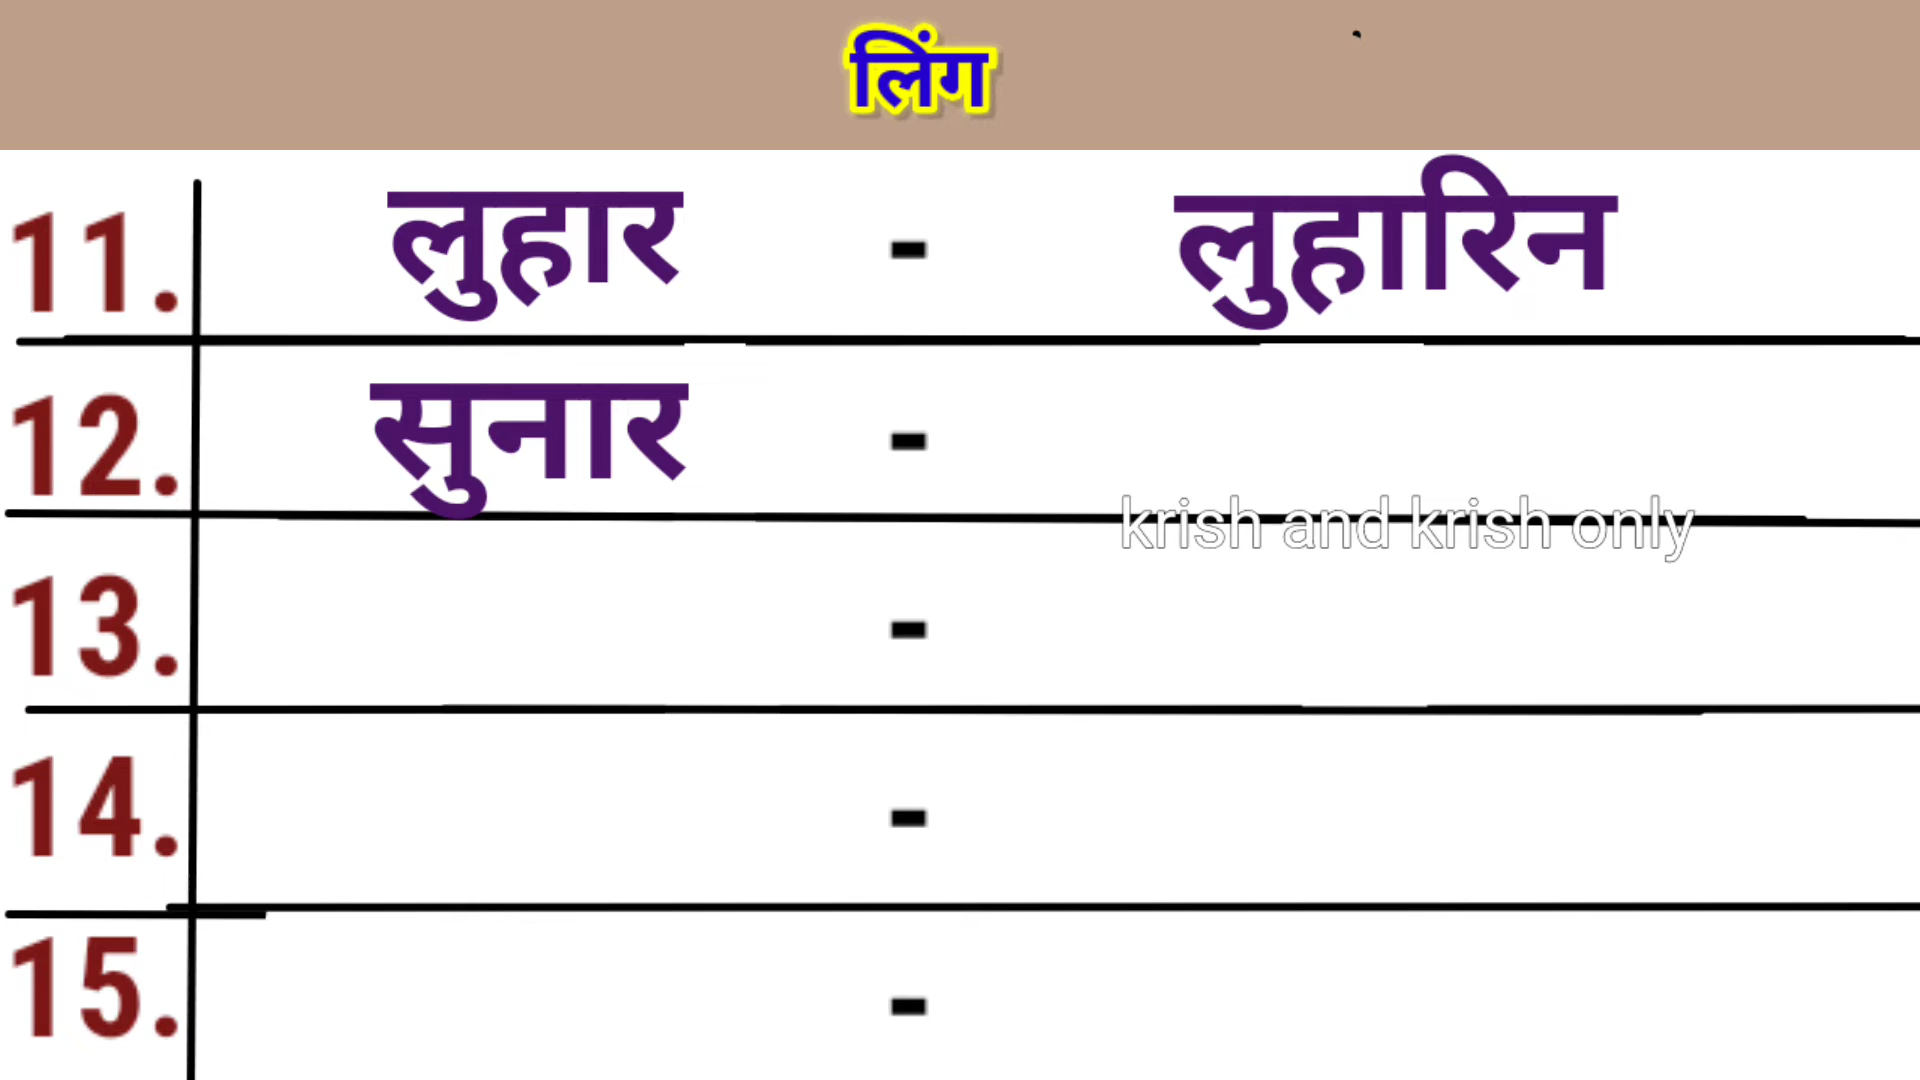 लिंग
11. लुहार - लुहारिन
12. सुनार -
krish and krish only
13. -
14. -
15. -